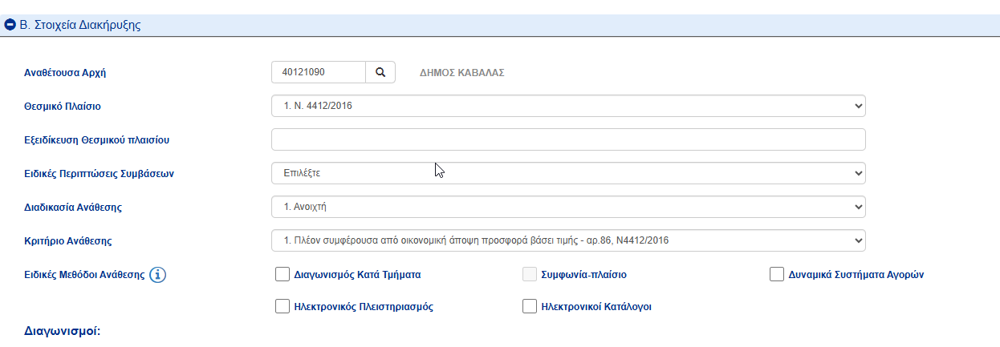 Β. Στοιχεία Διακήρυξης
Αναθέτουσα Αρχή 40121090 ΔΗΜΟΣ ΚΑΒΑΛΑΣ
Θεσμικό Πλαίσιο 1. Ν. 4412/2016
Εξειδίκευση Θεσμικού πλαισίου
Ειδικές Περιπτώσεις Συμβάσεων Επιλέξτε
Διαδικασία Ανάθεσης 1. Ανοιχτή
Κριτήριο Ανάθεσης 1. Πλέον συμφέρουσα από οικονομική άποψη προσφορά βάσει τιμής - αρ.86, Ν4412/2016
Ειδικές Μέθοδοι Ανάθεσης Διαγωνισμός Κατά Τμήματα Συμφωνία-πλαίσιο Δυναμικά Συστήματα Αγορών
Ηλεκτρονικός Πλειστηριασμός Ηλεκτρονικοί Κατάλογοι
Διαγωνισμοί: